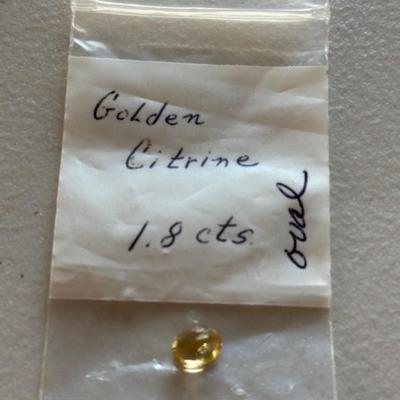 Golden
Citrine
1.8 cts.
oval